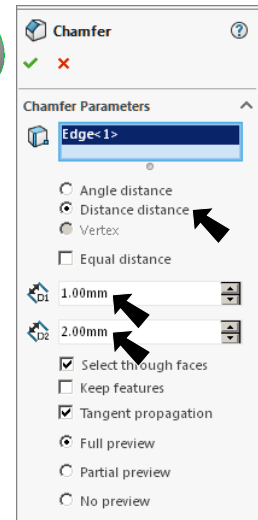 Chamfer
?
Chamfer Parameters
Edge<1>
Angle distance
Distance distance
Vertex
Equal distance
D1 1.00mm
D2 2.00mm
Select through faces
Keep features
Tangent propagation
Full preview
Partial preview
No preview